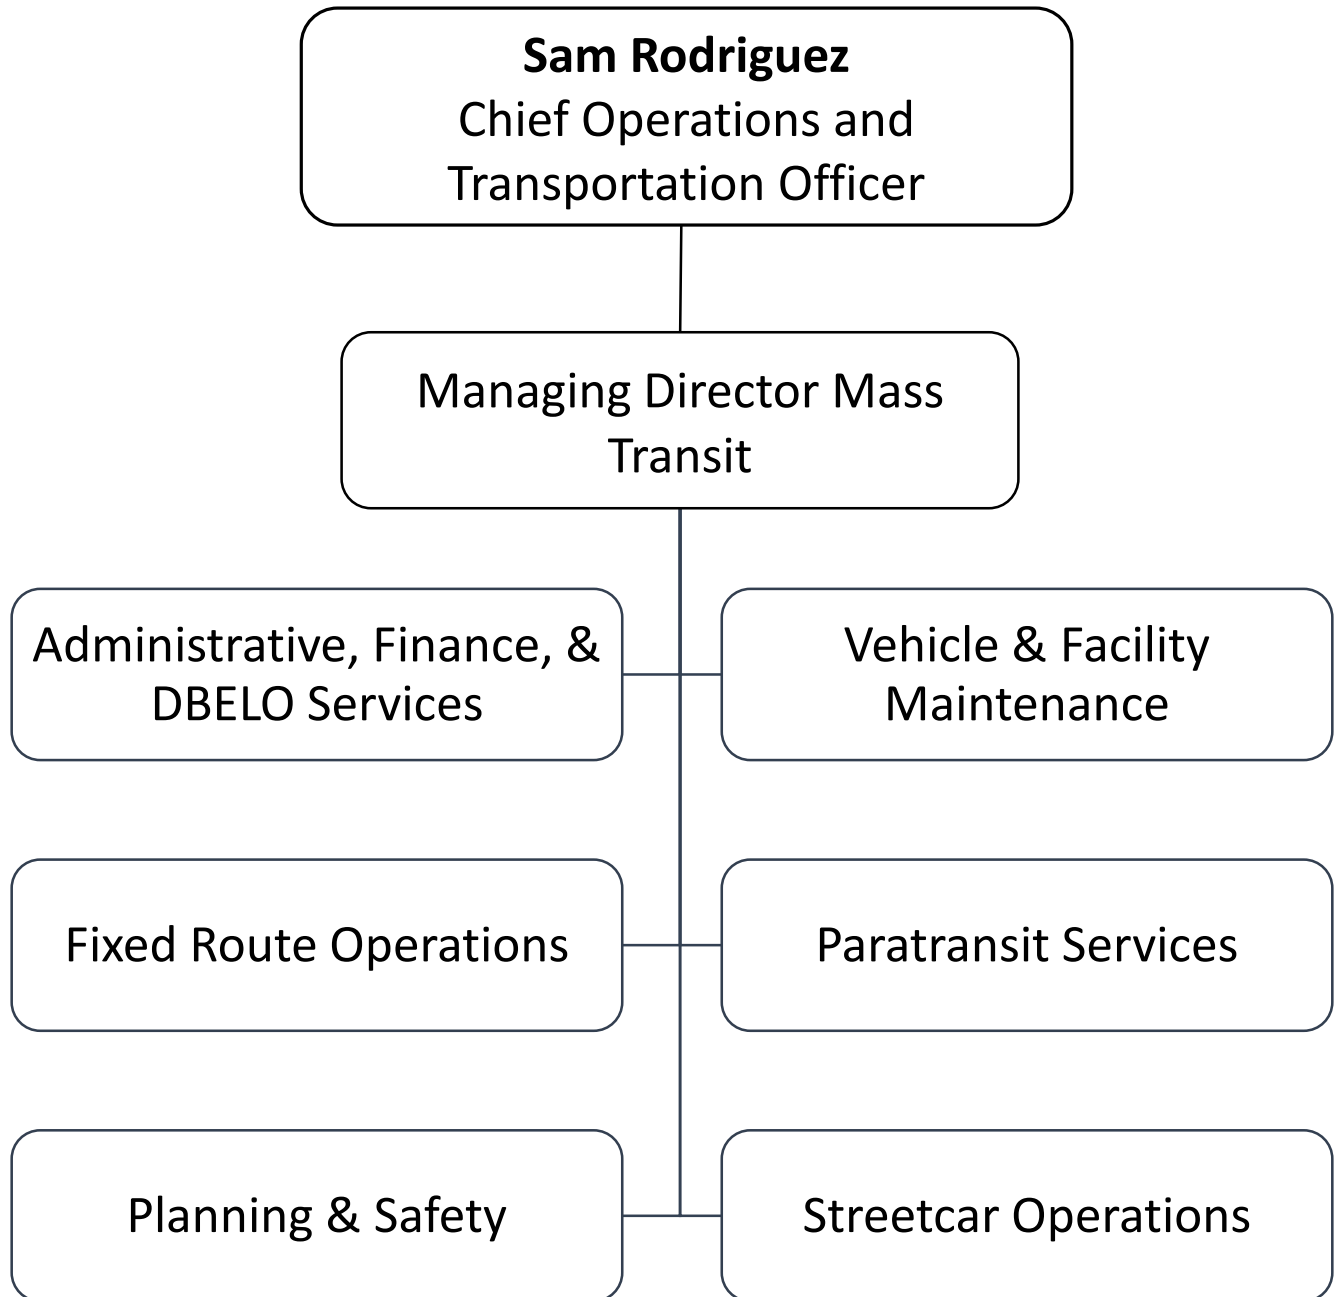 Sam Rodriguez
Chief Operations and
Transportation Officer
Managing Director Mass
Transit
Administrative, Finance, &
DBELO Services
Vehicle & Facility
Maintenance
Fixed Route Operations
Paratransit Services
Planning & Safety
Streetcar Operations